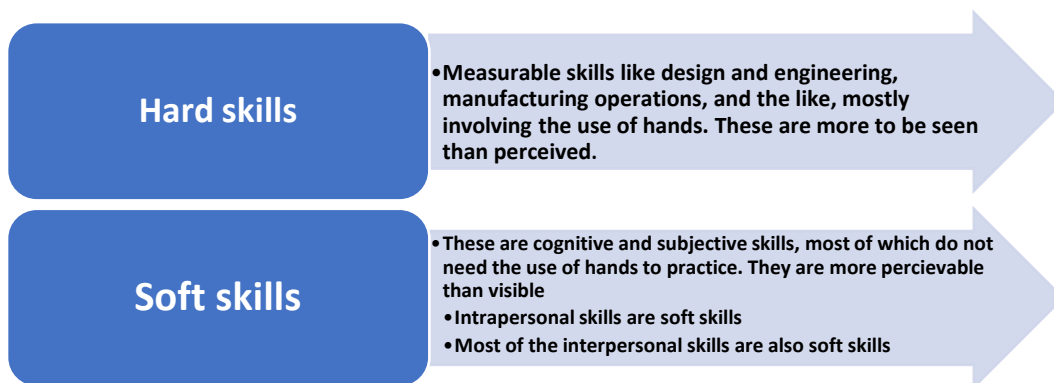 Hard skills
•Measurable skills like design and engineering,
manufacturing operations, and the like, mostly
involving the use of hands. These are more to be seen
than perceived.
Soft skills
•These are cognitive and subjective skills, most of which do not
need the use of hands to practice. They are more percievable
than visible
•Intrapersonal skills are soft skills
•Most of the interpersonal skills are also soft skills